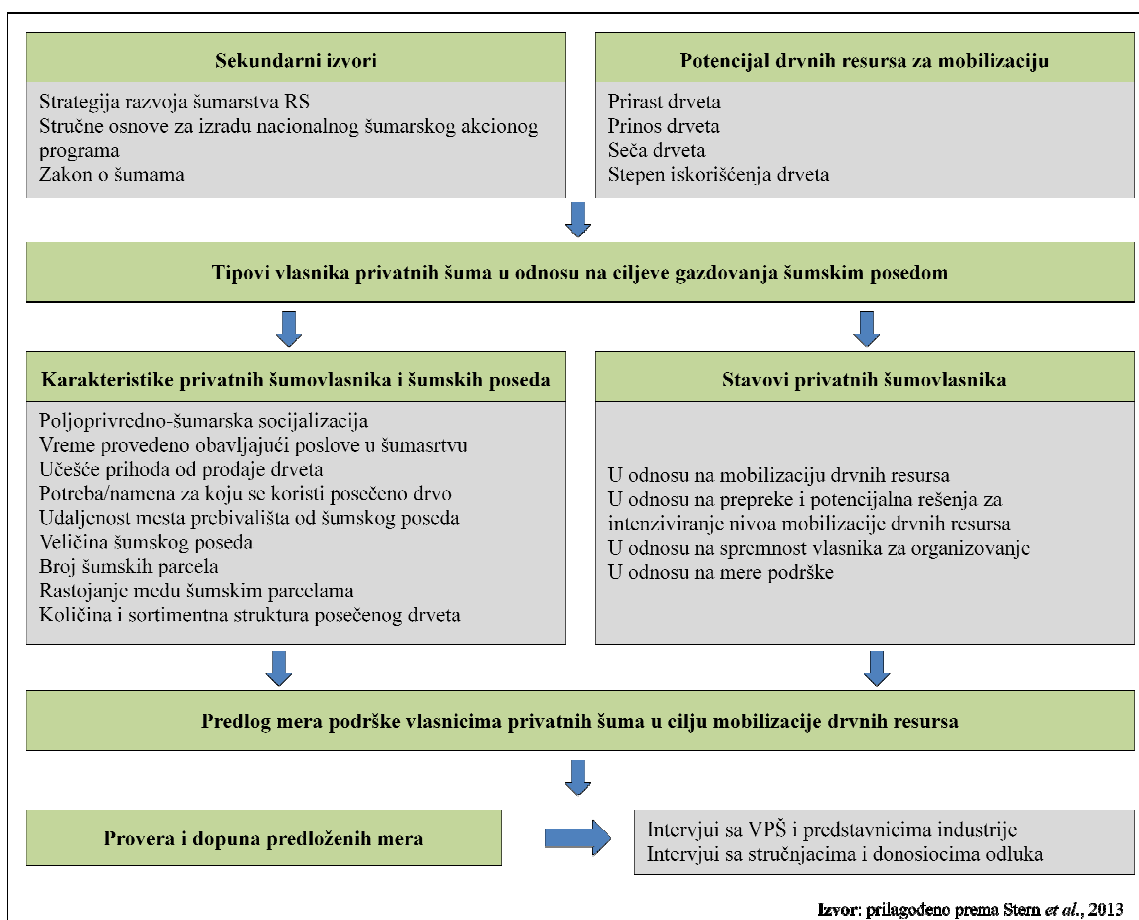 Sekundarni izvori
Strategija razvoja šumarstva RS
Stručne osnove za izradu nacionalnog šumarskog akcionog
programa
Zakon o šumama
Potencijal drvnih resursa za mobilizaciju
Prirast drveta
Prinos drveta
Seča drveta
Stepen iskorišćenja drveta
Tipovi vlasnika privatnih šuma u odnosu na ciljeve gazdovanja šumskim posedom
Karakteristike privatnih šumovlasnika i šumskih poseda
Poljoprivredno-šumarska socijalizacija
Vreme provedeno obavljajući poslove u šumasrtvu
Učešće prihoda od prodaje drveta
Potreba/namena za koju se koristi posečeno drvo
Udaljenost mesta prebivališta od šumskog poseda
Veličina šumskog poseda
Broj šumskih parcela
Rastojanje među šumskim parcelama
Količina i sortimentna struktura posečenog drveta
Stavovi privatnih šumovlasnika
U odnosu na mobilizaciju drvnih resursa
U odnosu na prepreke i potencijalna rešenja za
intenziviranje nivoa mobilizacije drvnih resursa
U odnosu na spremnost vlasnika za organizovanje
U odnosu na mere podrške
Predlog mera podrške vlasnicima privatnih šuma u cilju mobilizacije drvnih resursa
Provera i dopuna predloženih mera
Intervjui sa VPŠ i predstavnicima industrije
Intervjui sa stručnjacima i donosiocima odluka
Izvor: prilagođeno prema Stern et al., 2013